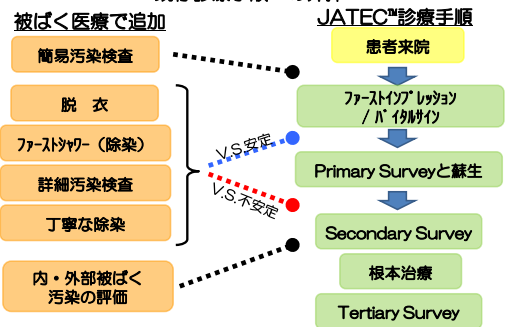 被ばく医療で追加
簡易汚染検査
脱 衣
ファーストシャワー(除染)
詳細汚染検査
丁寧な除染
内・外部被ばく
汚染の評価
V.S.安定
V.S.不安定
JATEC™診療手順
患者来院
ファーストインプレッション
/ バイタルサイン
Primary Surveyと蘇生
Secondary Survey
根本治療
Tertiary Survey